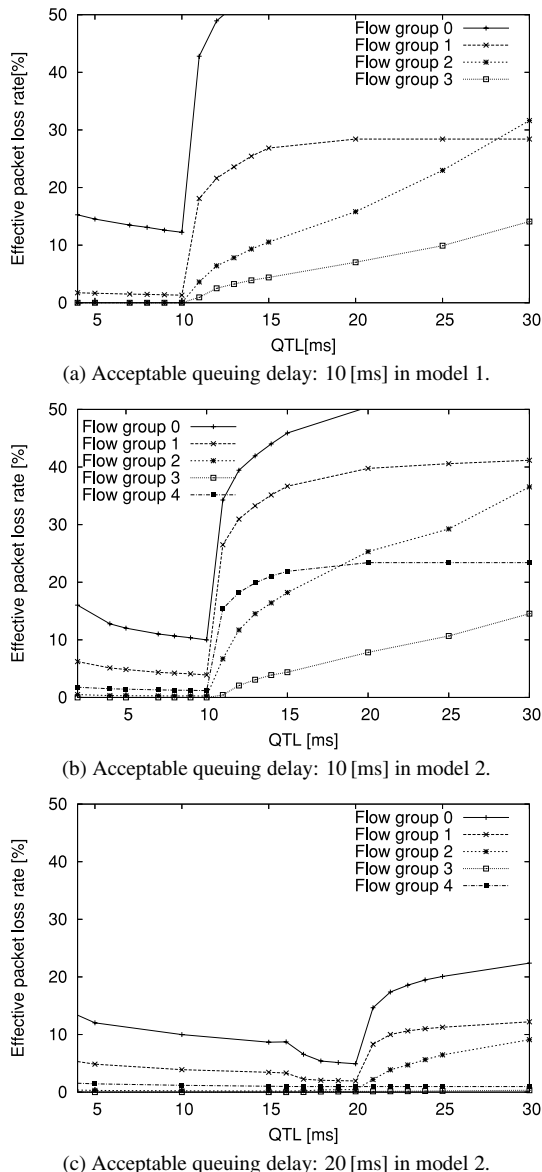 50
40
30
20
10
0
Effective packet loss rate[%]
Flow group 0
Flow group 1
Flow group 2
Flow group 3
5 10 15 20 25 30
QTL[ms]
(a) Acceptable queuing delay: 10 [ms] in model 1.
50
40
30
20
10
0
Effective packet loss rate [%]
Flow group 0
Flow group 1
Flow group 2
Flow group 3
Flow group 4
5 10 15 20 25 30
QTL [ms]
(b) Acceptable queuing delay: 10 [ms] in model 2.
50
40
30
20
10
0
Effective packet loss rate [%]
Flow group 0
Flow group 1
Flow group 2
Flow group 3
Flow group 4
5 10 15 20 25 30
QTL [ms]
(c) Acceptable queuing delay: 20 [ms] in model 2.